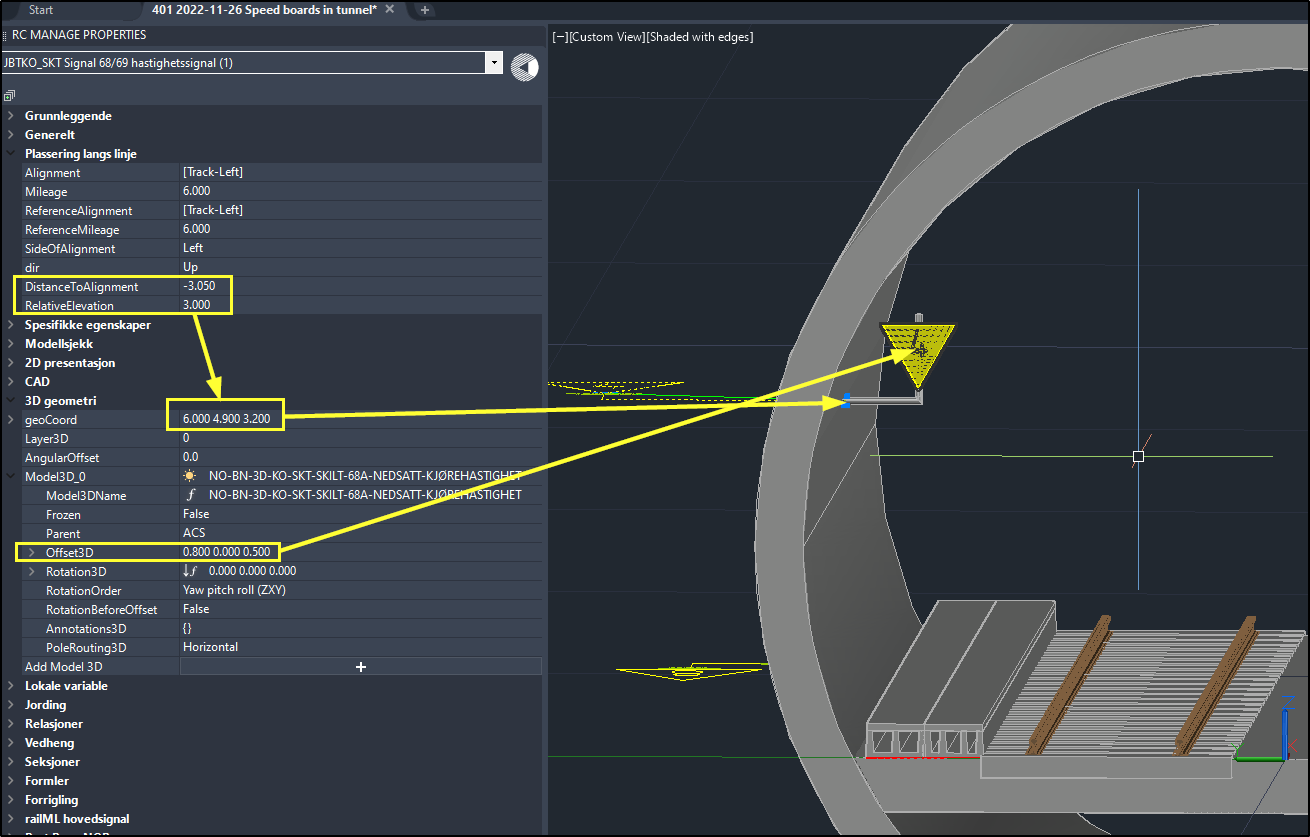 Start
401 2022-11-26 Speed boards in tunnel*
RC MANAGE PROPERTIES
JBTKO_SKT Signal 68/69 hastighetssignal (1)
Grunnleggende
Generelt
Plassering langs linje
Alignment [Track-Left]
Mileage 6.000
ReferenceAlignment [Track-Left]
ReferenceMileage 6.000
SideOfAlignment Left
dir Up
DistanceToAlignment -3.050
RelativeElevation 3.000
Spesifikke egenskaper
Modellsjekk
2D presentasjon
CAD
3D geometri
geoCoord 6.000 4.900 3.200
Layer3D 0
AngularOffset 0.0
Model3D_0 NO-BN-3D-KO-SKT-SKILT-68A-NEDSATT-KJØREHASTIGHET
Model3DName NO-BN-3D-KO-SKT-SKILT-68A-NEDSATT-KJØREHASTIGHET
Frozen False
Parent ACS
Offset3D 0.800 0.000 0.500
Rotation3D 0.000 0.000 0.000
RotationOrder Yaw pitch roll (ZXY)
RotationBeforeOffset False
Annotations3D {}
PoleRouting3D Horizontal
Add Model 3D
Lokale variable
Jording
Relasjoner
Vedheng
Seksjoner
Formler
Forrigling
railML hovedsignal
[−][Custom View][Shaded with edges]
Z